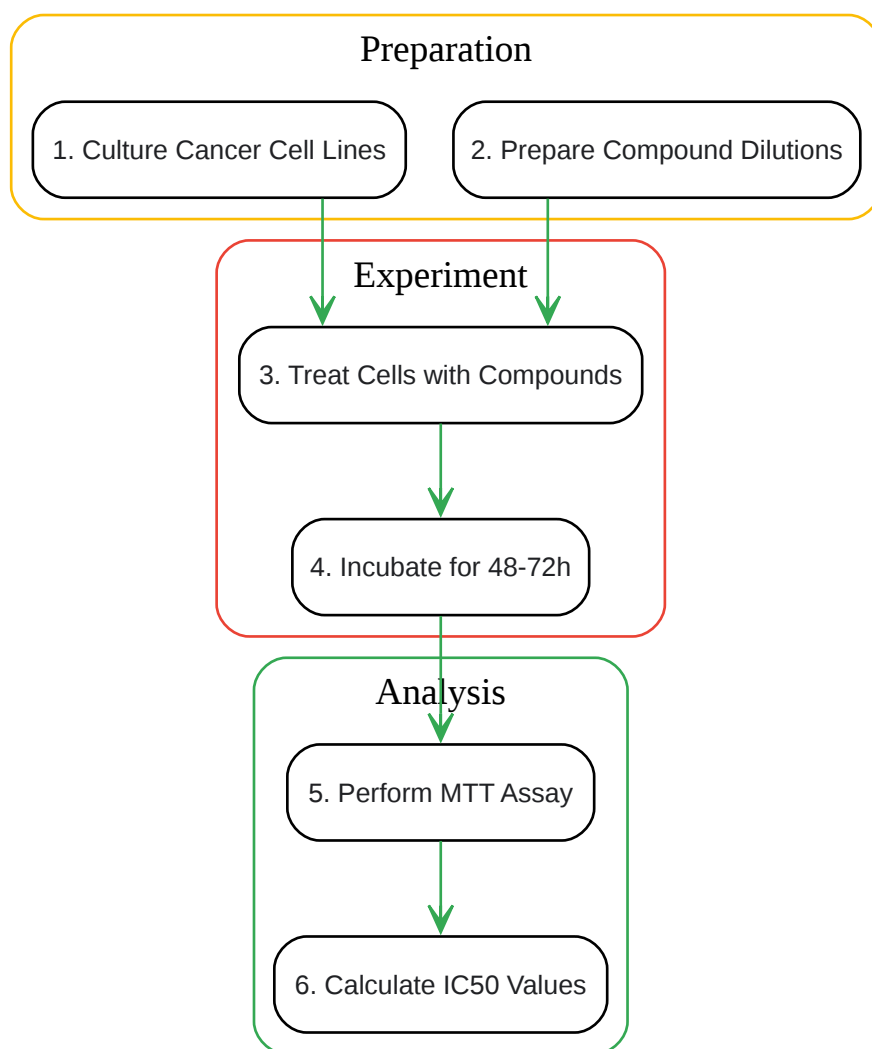 Preparation
1. Culture Cancer Cell Lines
2. Prepare Compound Dilutions
Experiment
3. Treat Cells with Compounds
4. Incubate for 48-72h
Analysis
5. Perform MTT Assay
6. Calculate IC50 Values